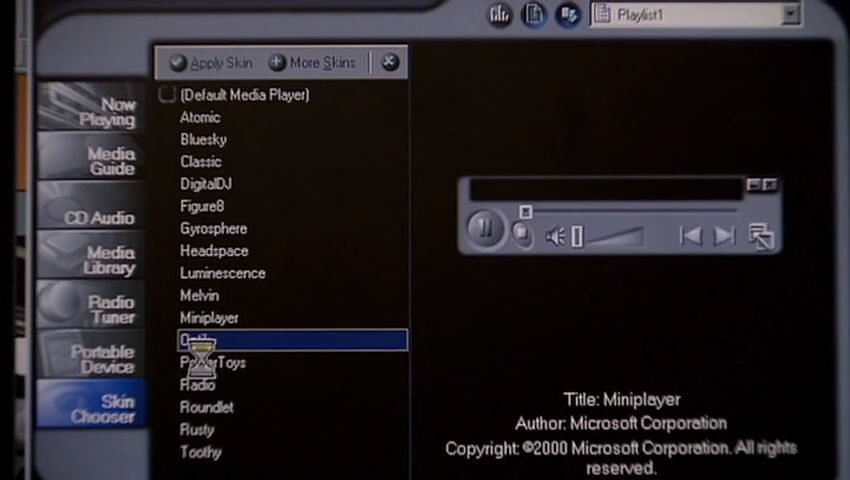 Playlist1
Apply Skin
More Skins
Now
Playing
Media
Guide
CD Audio
Media
Library
Radio
Tuner
Portable
Device
Skin
Chooser
(Default Media Player)
Atomic
Bluesky
Classic
DigitalDJ
Figure8
Gyrosphere
Headspace
Luminescence
Melvin
Miniplayer
PowerToys
Radio
Roundlet
Rusty
Toothy
Title: Miniplayer
Author: Microsoft Corporation
Copyright: ©2000 Microsoft Corporation. All rights
reserved.